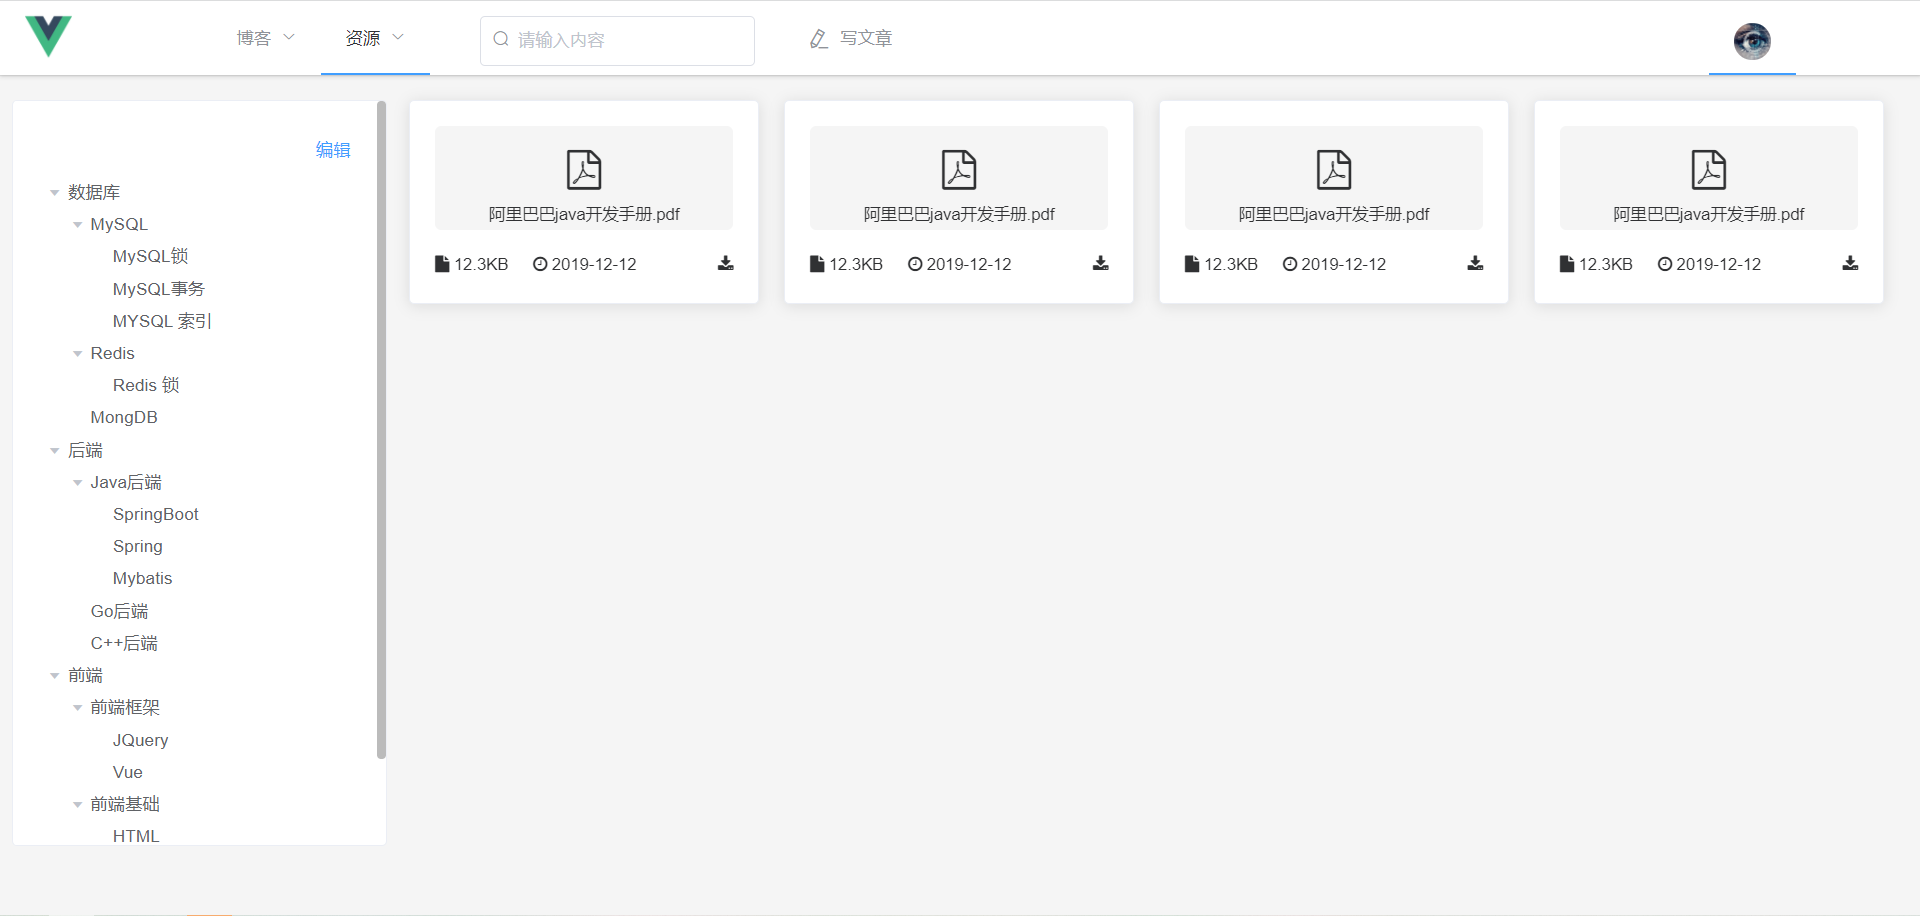 博客
资源
请输入内容
写文章
编辑
数据库
MySQL
MySQL锁
MySQL事务
MYSQL 索引
Redis
Redis 锁
MongDB
后端
Java后端
SpringBoot
Spring
Mybatis
Go后端
C++后端
前端
前端框架
JQuery
Vue
前端基础
HTML
阿里巴巴java开发手册.pdf
12.3KB 2019-12-12
阿里巴巴java开发手册.pdf
12.3KB 2019-12-12
阿里巴巴java开发手册.pdf
12.3KB 2019-12-12
阿里巴巴java开发手册.pdf
12.3KB 2019-12-12